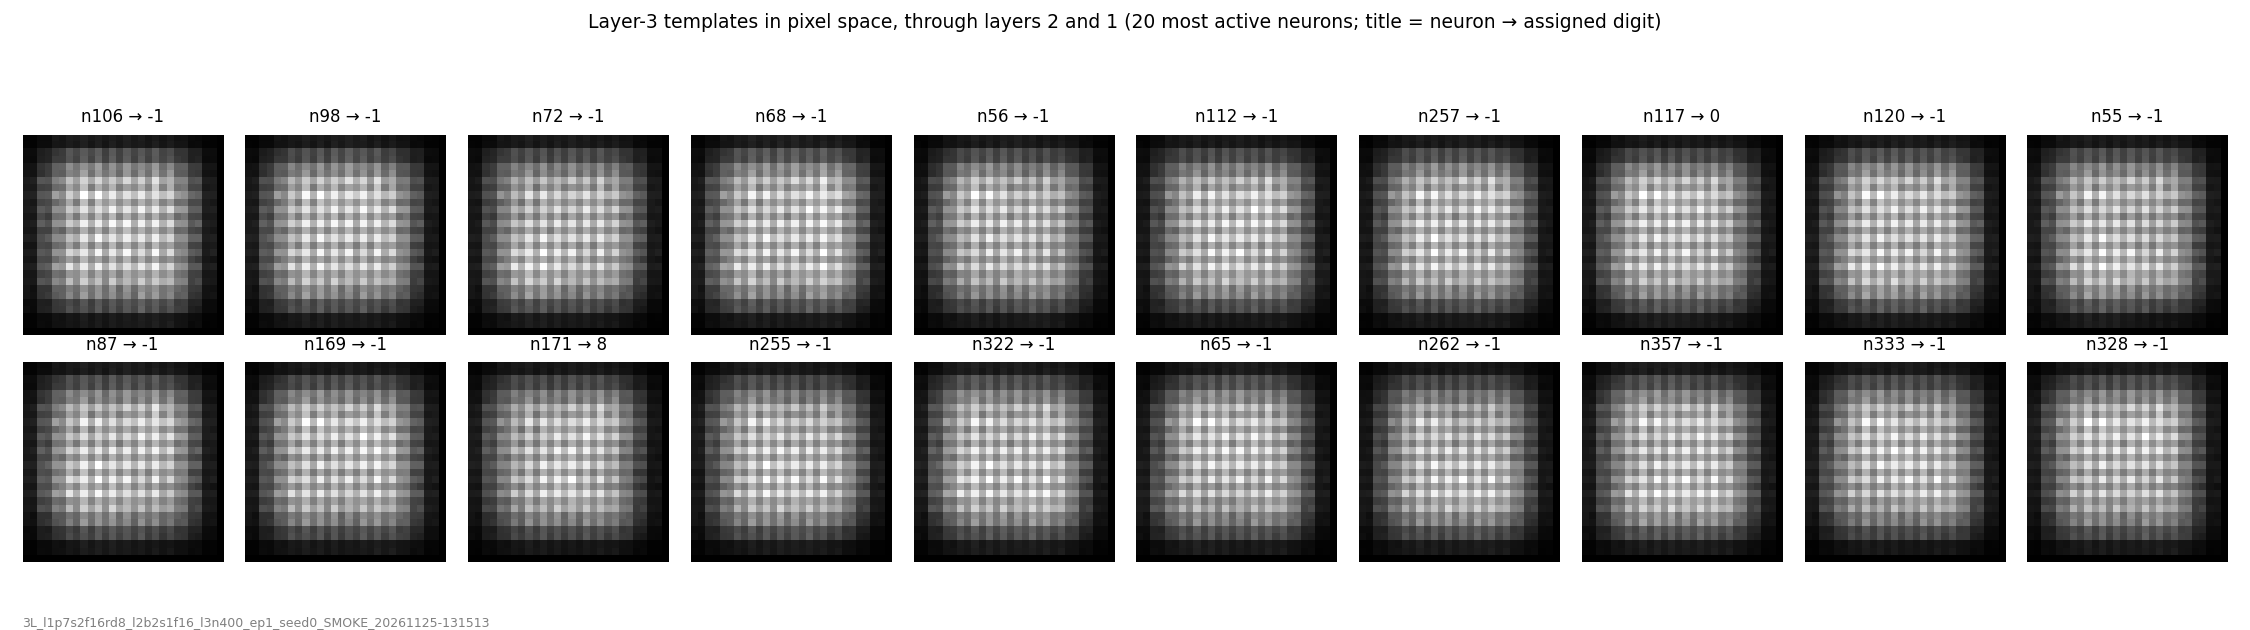 Layer-3 templates in pixel space, through layers 2 and 1 (20 most active neurons; title = neuron → assigned digit)
n106 → -1 n98 → -1 n72 → -1 n68 → -1 n56 → -1 n112 → -1 n257 → -1 n117 → 0 n120 → -1 n55 → -1
n87 → -1 n169 → -1 n171 → 8 n255 → -1 n322 → -1 n65 → -1 n262 → -1 n357 → -1 n333 → -1 n328 → -1
3L_l1p7s2f16rd8_l2b2s1f16_l3n400_ep1_seed0_SMOKE_20261125-131513